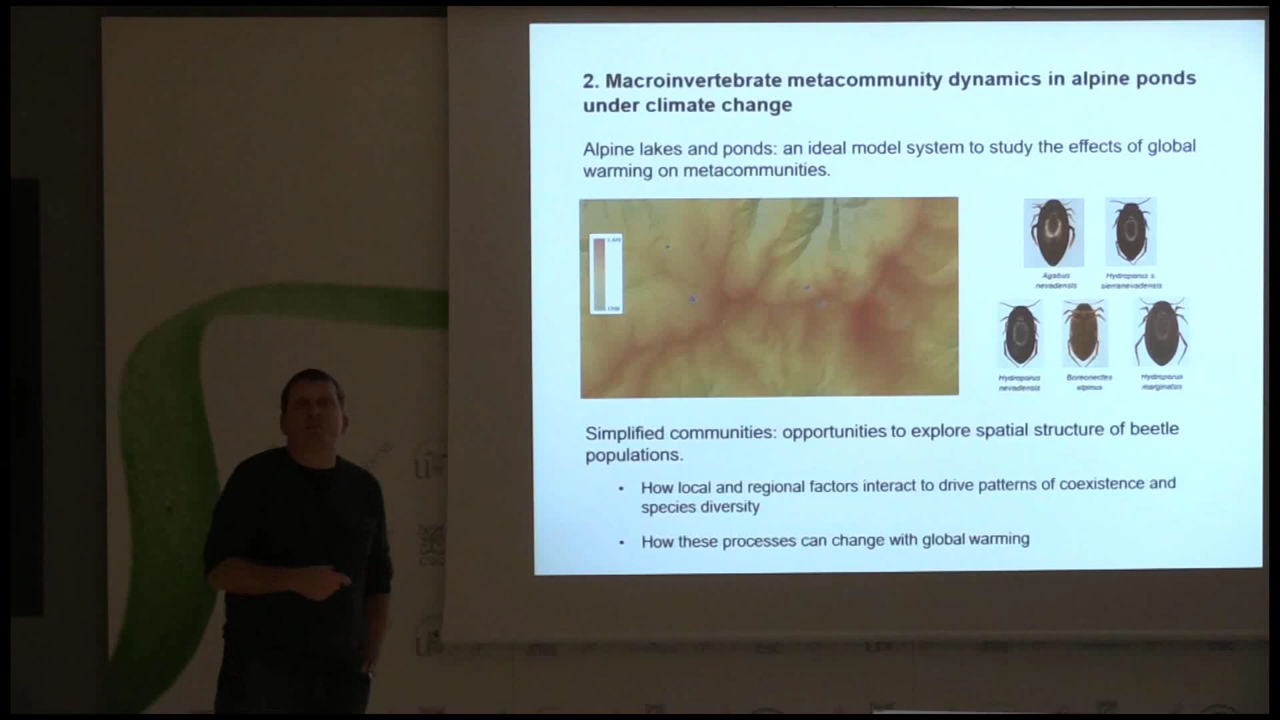 2. Macroinvertebrate metacommunity dynamics in alpine ponds
under climate change
Alpine lakes and ponds: an ideal model system to study the effects of global
warming on metacommunities.
Agabus
nevadensis
Hydroporus s.
sierranevadensis
Hydroporus
nevadensis
Boreonectes
alpinus
Hydroporus
marginatus
Simplified communities: opportunities to explore spatial structure of beetle
populations.
• How local and regional factors interact to drive patterns of coexistence and
species diversity
• How these processes can change with global warming